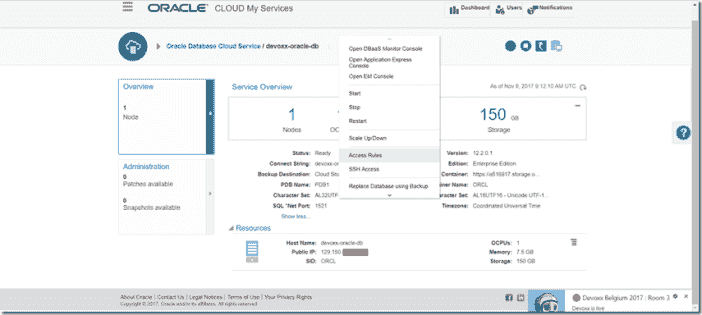 ORACLE CLOUD My Services
Dashboard
Users
Notifications
Oracle Database Cloud Service / devoxx-oracle-db
Open DBaaS Monitor Console
Open Application Express
Console
Open EM Console
Start
Stop
Restart
Scale Up/Down
Access Rules
SSH Access
Replace Database using Backup
Overview
1
Node
Administration
0
Patches available
0
Snapshots available
Service Overview
As of Nov 8, 2017 9:12:10 AM UTC
1
Nodes
OC
150 GB
Storage
Status: Ready
Connect String: devoxx-o
Backup Destination: Cloud Sto
PDB Name: PDB1
Character Set: AL32UTF
SQL *Net Port: 1521
Show less...
Version: 12.2.0.1
Edition: Enterprise Edition
Container: https://a516917.storage.o...
iner Name: ORCL
Character Set: AL16UTF16 - Unicode UTF-1...
Timezone: Coordinated Universal Time
Resources
Host Name: devoxx-oracle-db
Public IP: 129.150
SID: ORCL
OCPUs: 1
Memory: 7.5 GB
Storage: 150 GB
About Oracle | Contact Us | Legal Notices | Terms of Use | Your Privacy Rights
Copyright © 2017, Oracle and/or its affiliates.
Devoxx Belgium 2017 : Room 3
Devoxx is live